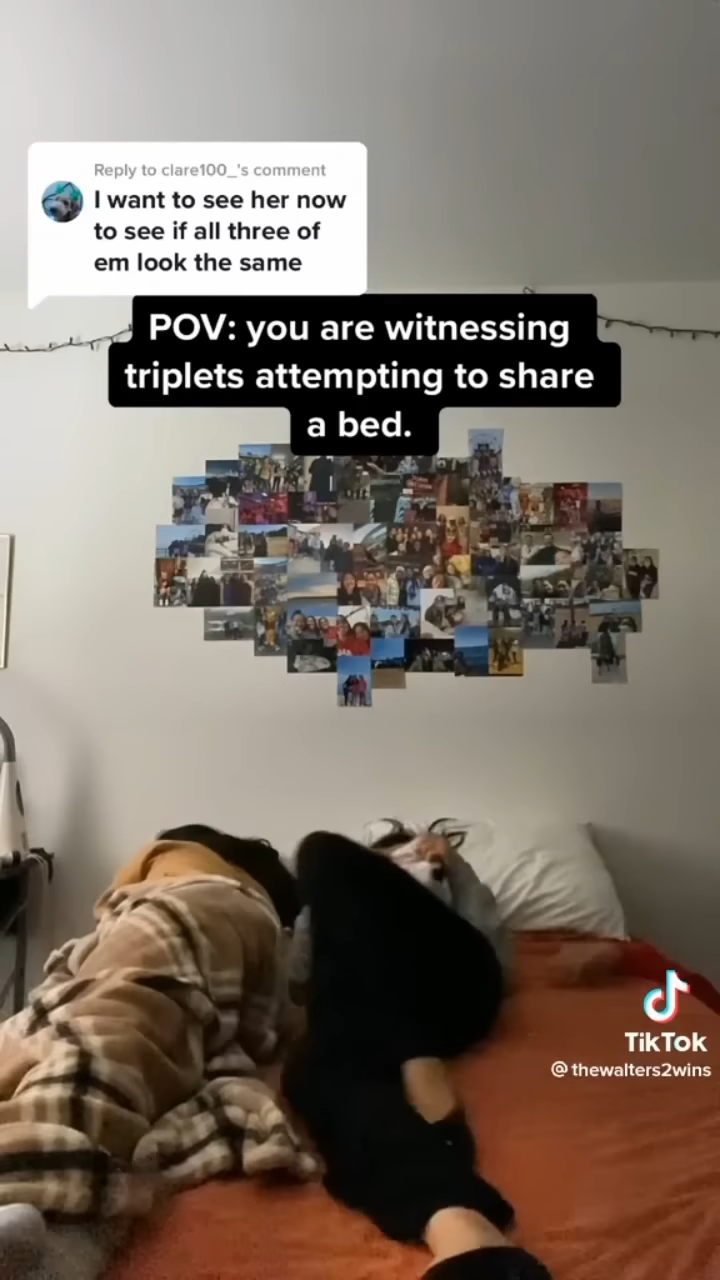 Reply to clare100_'s comment
I want to see her now
to see if all three of
em look the same
POV: you are witnessing
triplets attempting to share
a bed.
TikTok
@thewalters2wins